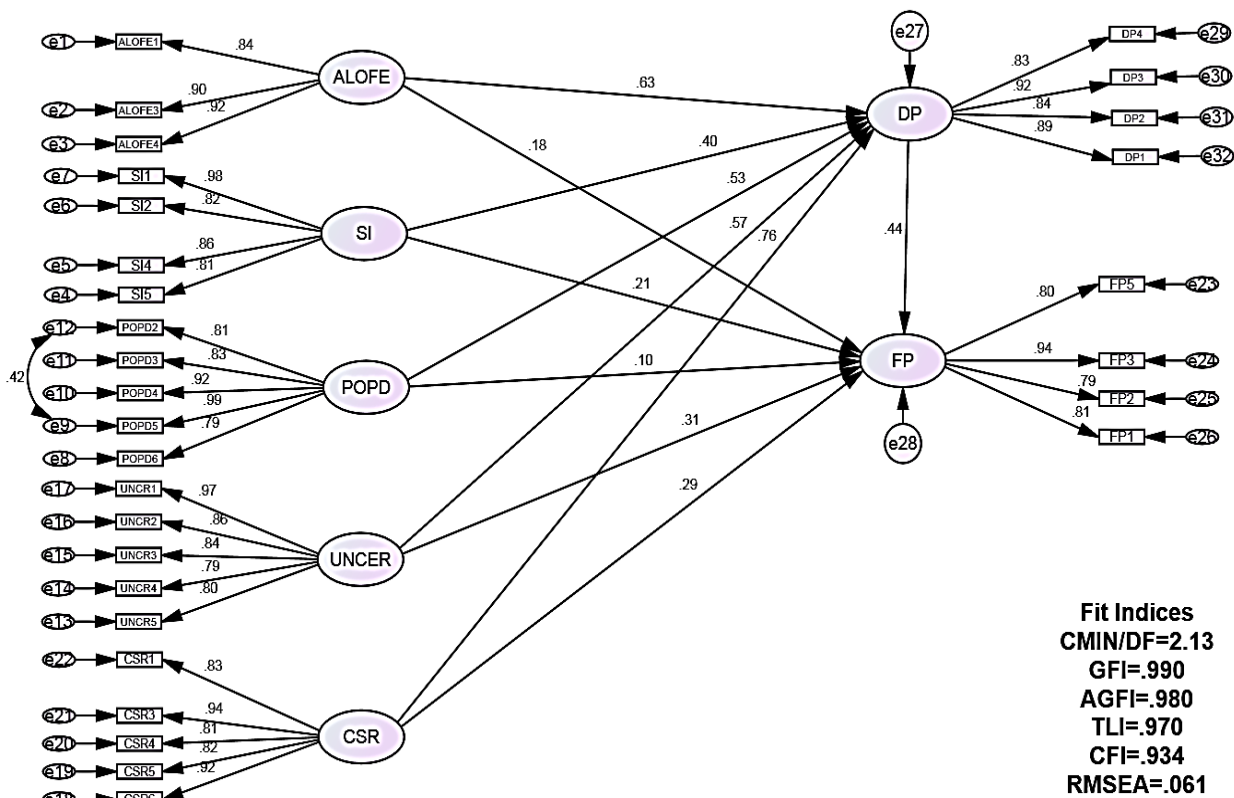 e1 ALOFE1 .84
e2 ALOFE3 .90
e3 ALOFE4 .92
ALOFE
e7 SI1 .98
e6 SI2 .82
e5 SI4 .86
e4 SI5 .81
SI
e12 POPD2 .81
e11 POPD3 .83
e10 POPD4 .92
e9 POPD5 .99
e8 POPD6 .79
.42
POPD
e17 UNCR1 .97
e16 UNCR2 .86
e15 UNCR3 .84
e14 UNCR4 .79
e13 UNCR5 .80
UNCER
e22 CSR1 .83
e21 CSR3 .94
e20 CSR4 .81
e19 CSR5 .82
.92
CSR
.63
.18
.40
.21
.53
.10
.57
.31
.76
.29
e27
DP
.44
FP
e28
.83 DP4 e29
.92 DP3 e30
.84 DP2 e31
.89 DP1 e32
.80 FP5 e23
.94 FP3 e24
.79 FP2 e25
.81 FP1 e26
Fit Indices
CMIN/DF=2.13
GFI=.990
AGFI=.980
TLI=.970
CFI=.934
RMSEA=.061